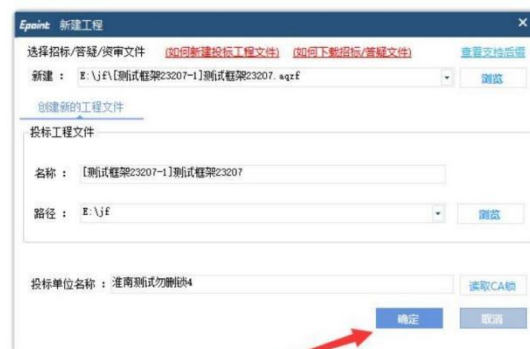 Epoint 新建工程
选择招标/答疑/资审文件 (如何新建投标工程文件) (如何下载招标/答疑文件) 查看支持后缀
新建 : E:\jf\[测试框架23207-1]测试框架23207.aqzf 浏览
创建新的工程文件
投标工程文件
名称 : [测试框架23207-1]测试框架23207
路径 : E:\jf 浏览
投标单位名称 : 淮南测试勿删锁4 读取CA锁
确定 取消